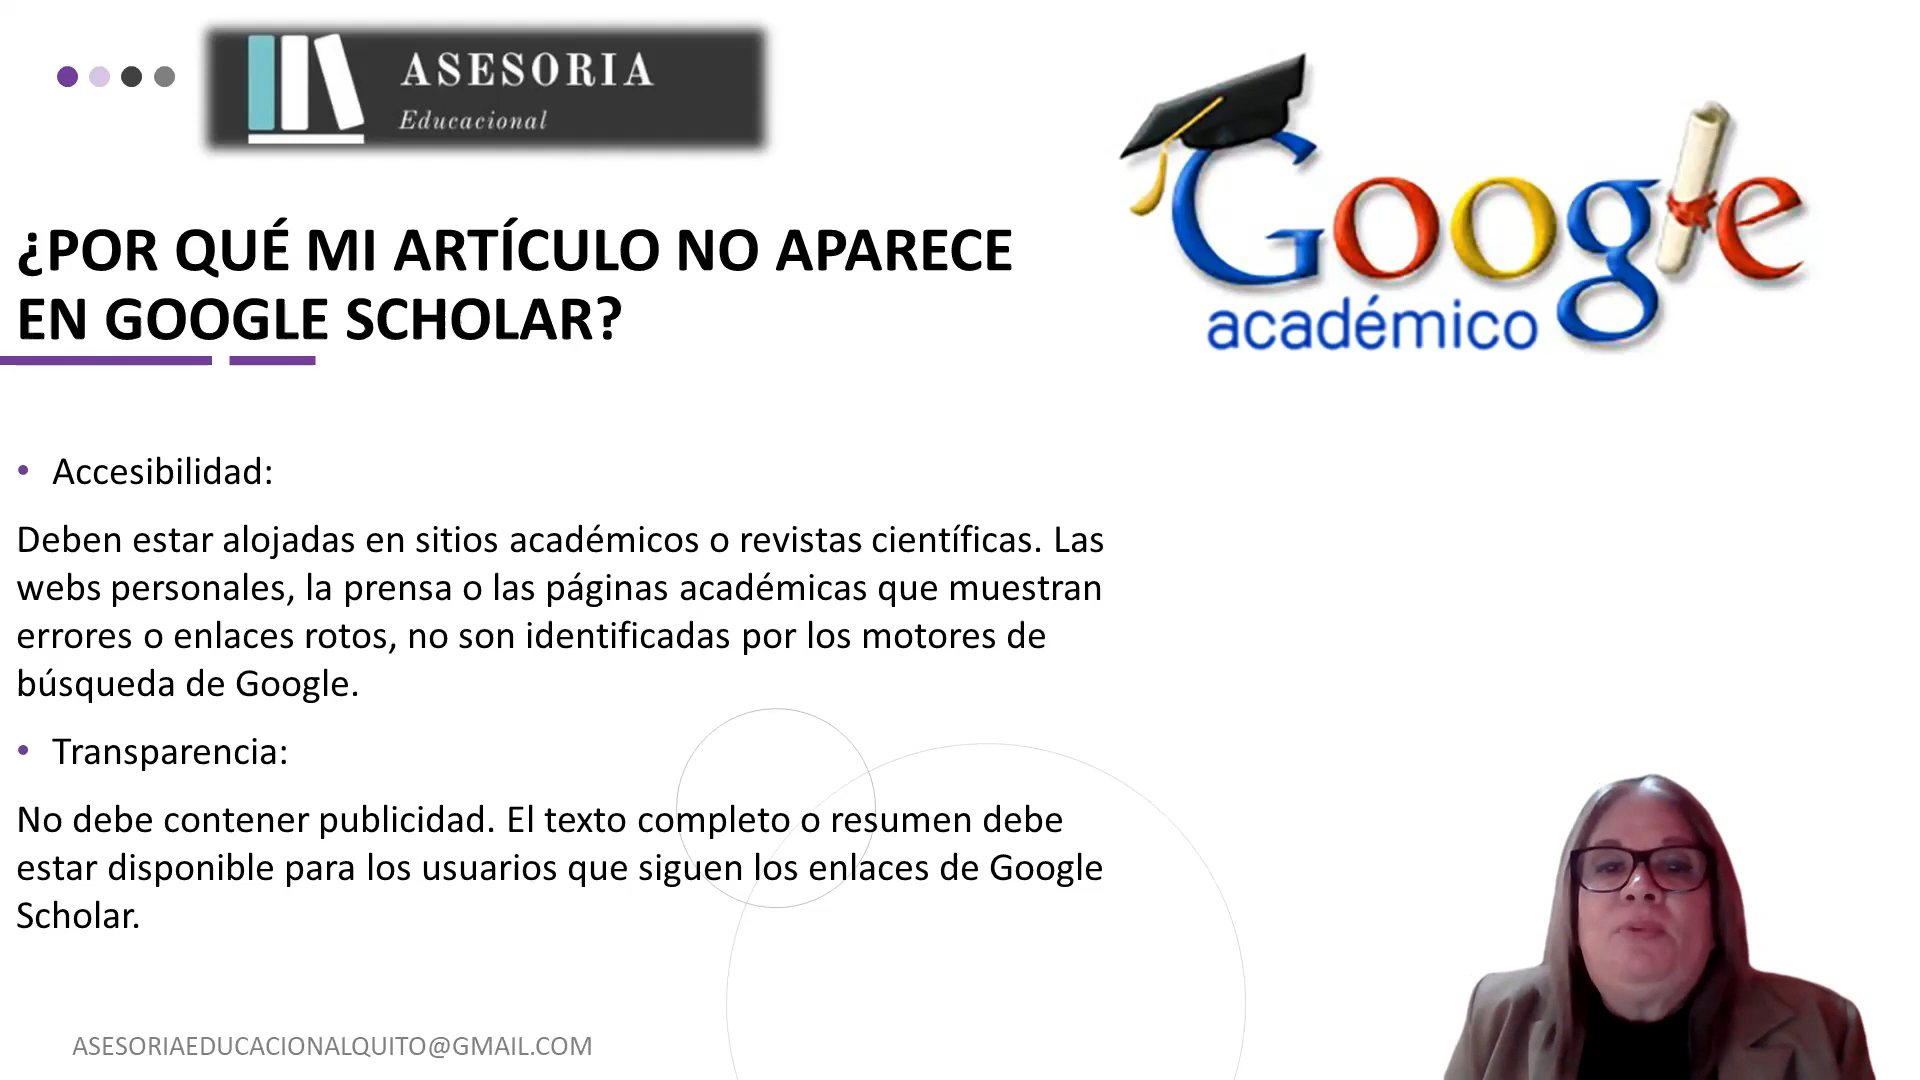 ASESORIA
Educacional
Google
académico
¿POR QUÉ MI ARTÍCULO NO APARECE
EN GOOGLE SCHOLAR?
• Accesibilidad:
Deben estar alojadas en sitios académicos o revistas científicas. Las
webs personales, la prensa o las páginas académicas que muestran
errores o enlaces rotos, no son identificadas por los motores de
búsqueda de Google.
• Transparencia:
No debe contener publicidad. El texto completo o resumen debe
estar disponible para los usuarios que siguen los enlaces de Google
Scholar.
ASESORIAEDUCACIONALQUITO@GMAIL.COM